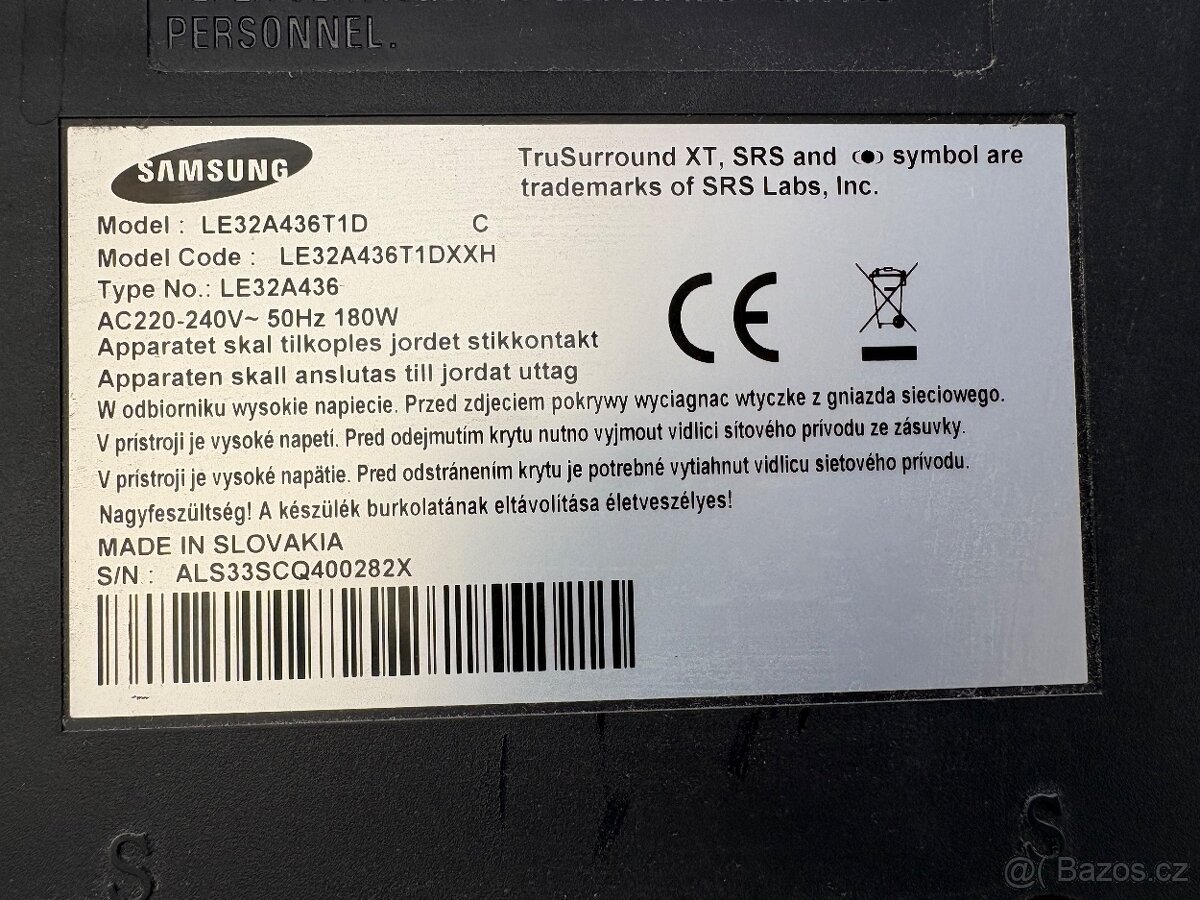 PERSONNEL.
SAMSUNG
TruSurround XT, SRS and symbol are
trademarks of SRS Labs, Inc.
Model : LE32A436T1D C
Model Code : LE32A436T1DXXH
Type No.: LE32A436
AC220-240V~ 50Hz 180W
Apparatet skal tilkoples jordet stikkontakt
Apparaten skall anslutas till jordat uttag
W odbiorniku wysokie napiecie. Przed zdjeciem pokrywy wyciagnac wtyczke z gniazda sieciowego.
V prístroji je vysoké napetí. Pred odejmutím krytu nutno vyjmout vidlici sítového prívodu ze zásuvky.
V prístroji je vysoké napätie. Pred odstránením krytu je potrebné vytiahnut vidlicu sietového prívodu.
Nagyfeszültség! A készülék burkolatának eltávolítása életveszélyes!
MADE IN SLOVAKIA
S/N : ALS33SCQ400282X
CE
S
S
@( Bazos.cz